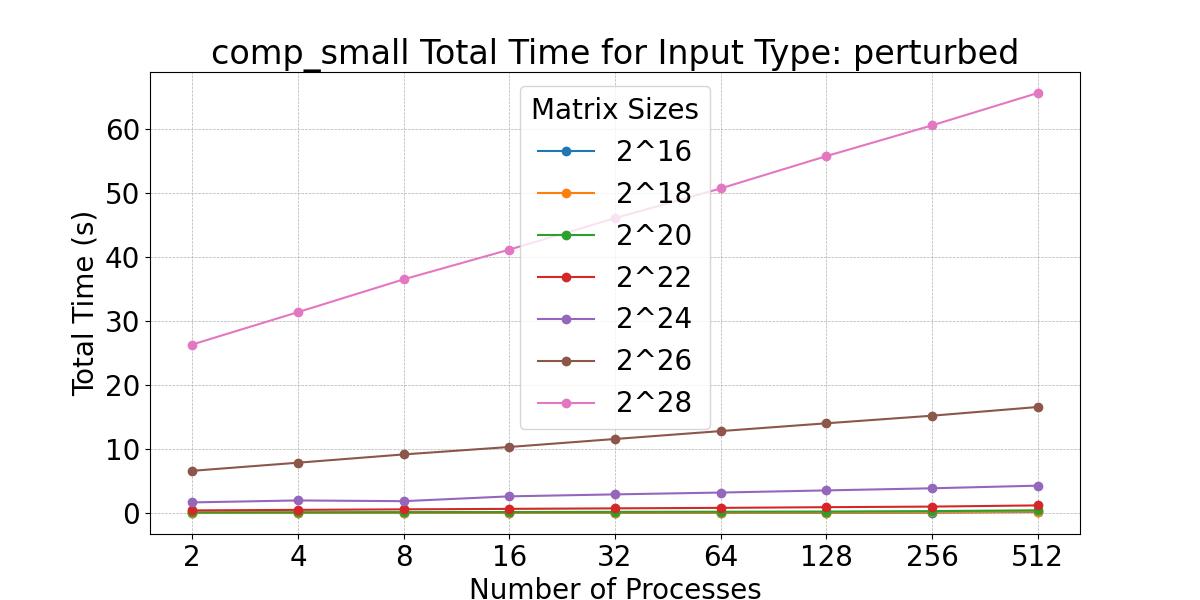 comp_small Total Time for Input Type: perturbed
Total Time (s)
60
50
40
30
20
10
0
Matrix Sizes
2^16
2^18
2^20
2^22
2^24
2^26
2^28
2 4 8 16 32 64 128 256 512
Number of Processes